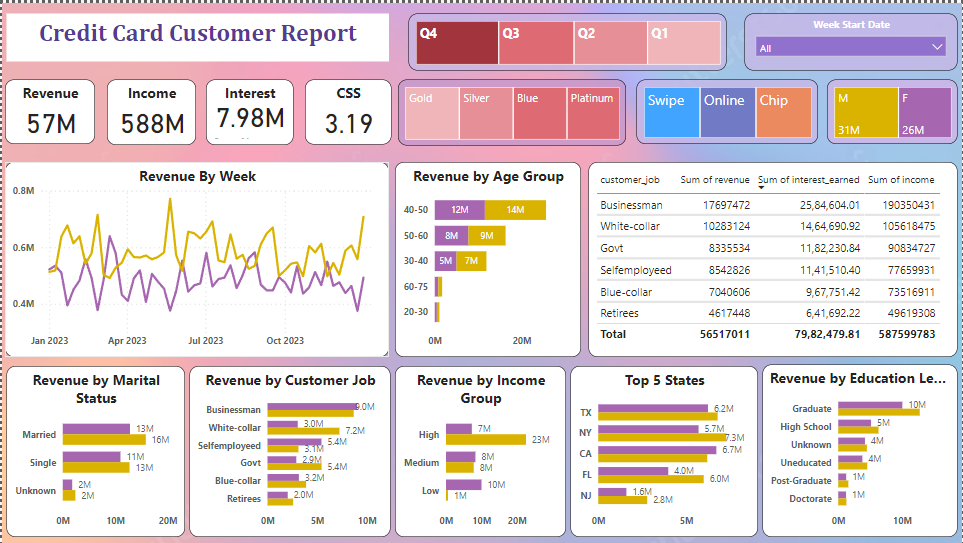 Credit Card Customer Report
Q4
Q3
Q2
Q1
Week Start Date
All
Revenue
57M
Income
588M
Interest
7.98M
CSS
3.19
Gold
Silver
Blue
Platinum
Swipe
Online
Chip
M
31M
F
26M
Revenue By Week
0.8M
0.6M
0.4M
Jan 2023
Apr 2023
Jul 2023
Oct 2023
Revenue by Age Group
40-50
12M
14M
50-60
8M
9M
30-40
5M
7M
60-75
20-30
0M
20M
customer_job Sum of revenue Sum of interest_earned Sum of income
Businessman 17697472 25,84,604.01 190350431
White-collar 10283124 14,64,690.92 105618475
Govt 8335534 11,82,230.84 90834727
Selfemployeed 8542826 11,41,510.40 77659931
Blue-collar 7040606 9,67,751.42 73516911
Retirees 4617448 6,41,692.22 49619308
Total 56517011 79,82,479.81 587599783
Revenue by Marital
Status
Married
13M
16M
Single
11M
13M
Unknown
2M
2M
0M
10M
20M
Revenue by Customer Job
Businessman
9.0M
White-collar
3.0M
7.2M
Selfemployeed
5.4M
3.1M
Govt
2.9M
5.4M
Blue-collar
3.2M
Retirees
2.0M
0M
5M
10M
Revenue by Income
Group
High
7M
23M
Medium
8M
8M
Low
10M
1M
0M
10M
20M
Top 5 States
TX
6.2M
NY
5.7M
7.3M
CA
6.7M
FL
4.0M
6.0M
NJ
1.6M
2.8M
0M
5M
Revenue by Education Le...
Graduate
10M
High School
5M
Unknown
4M
Uneducated
4M
Post-Graduate
1M
Doctorate
1M
0M
10M